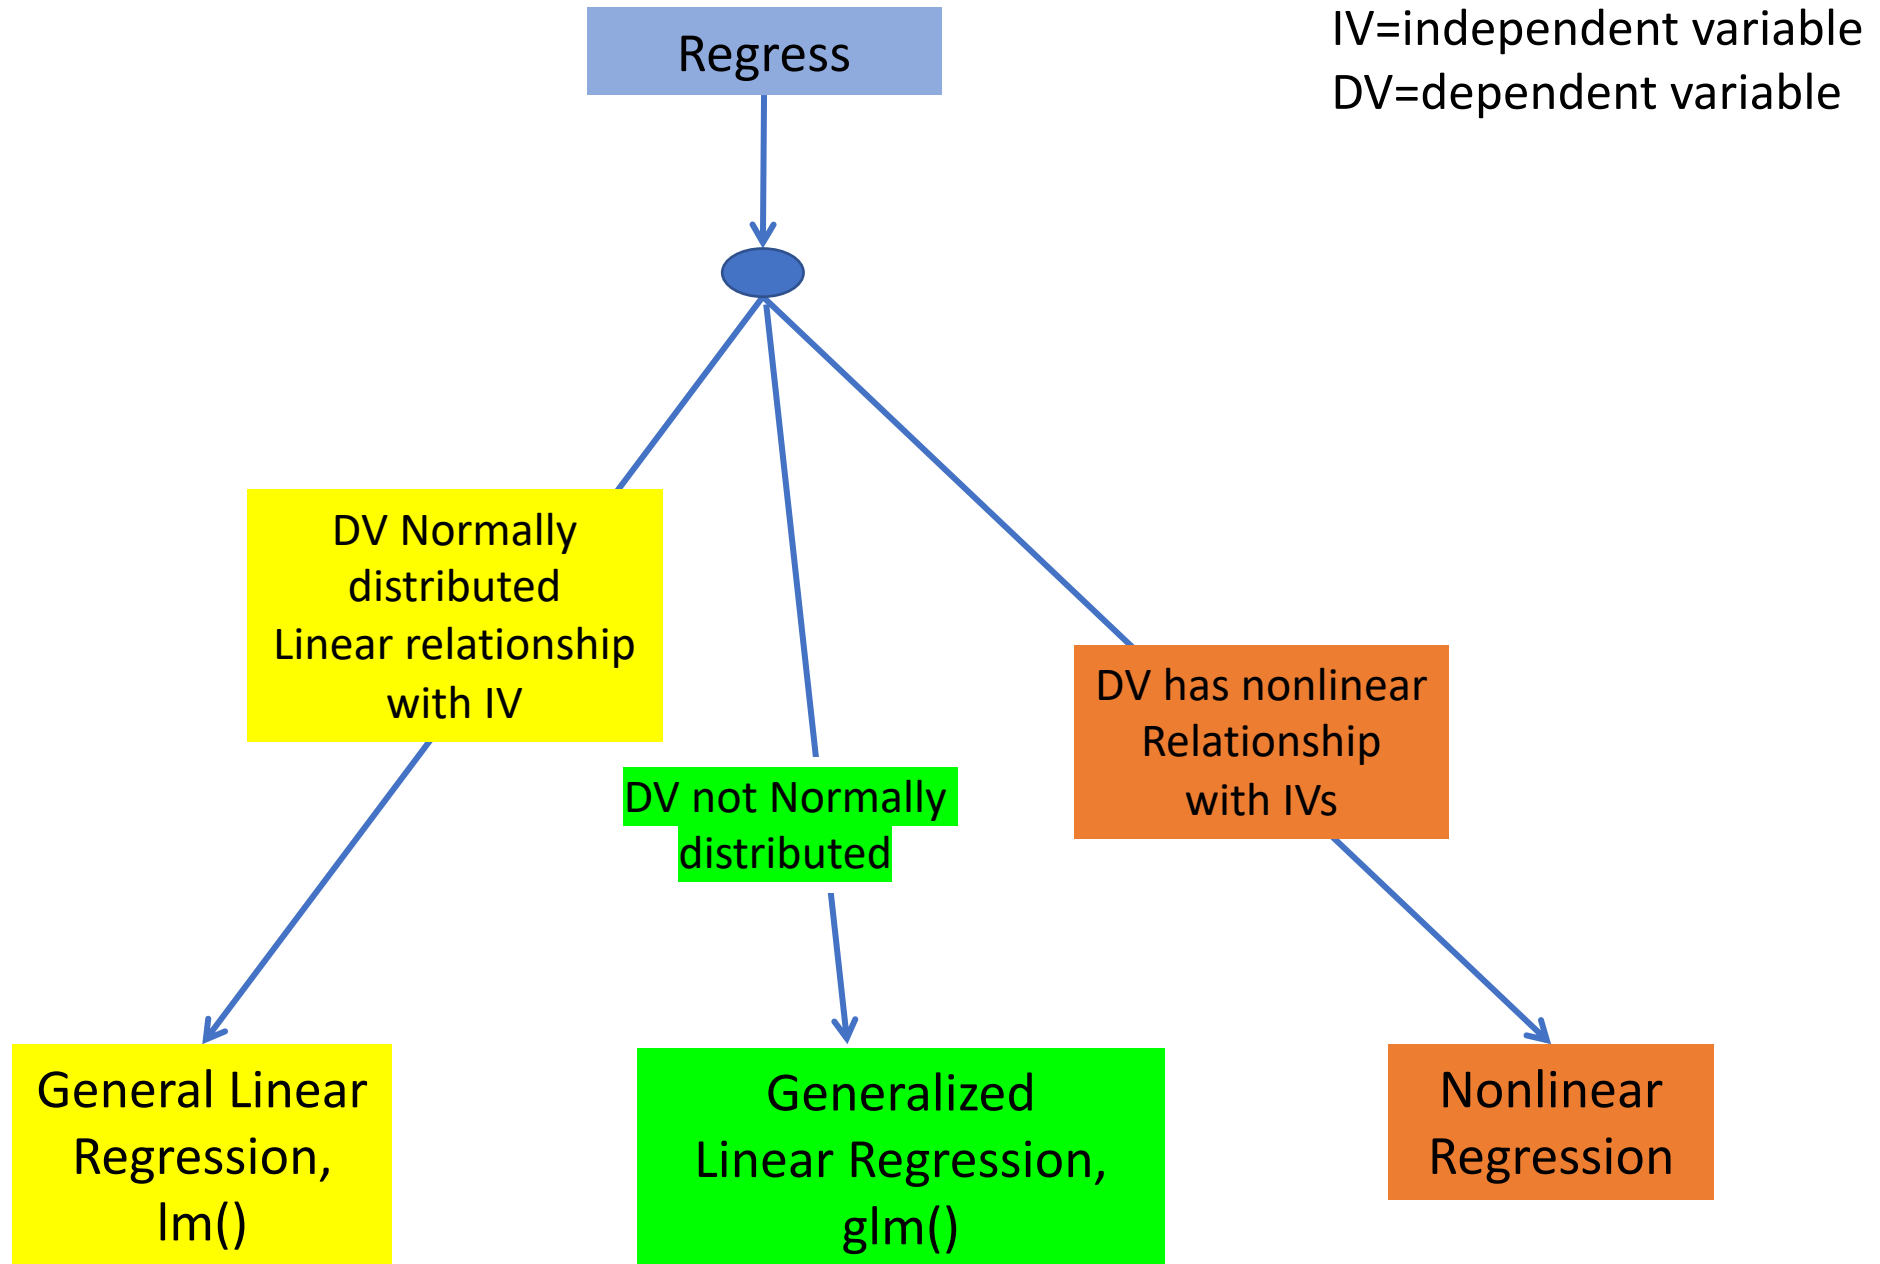 Regress
IV=independent variable
DV=dependent variable
DV Normally
distributed
Linear relationship
with IV
DV not Normally
distributed
DV has nonlinear
Relationship
with IVs
General Linear
Regression,
lm()
Generalized
Linear Regression,
glm()
Nonlinear
Regression